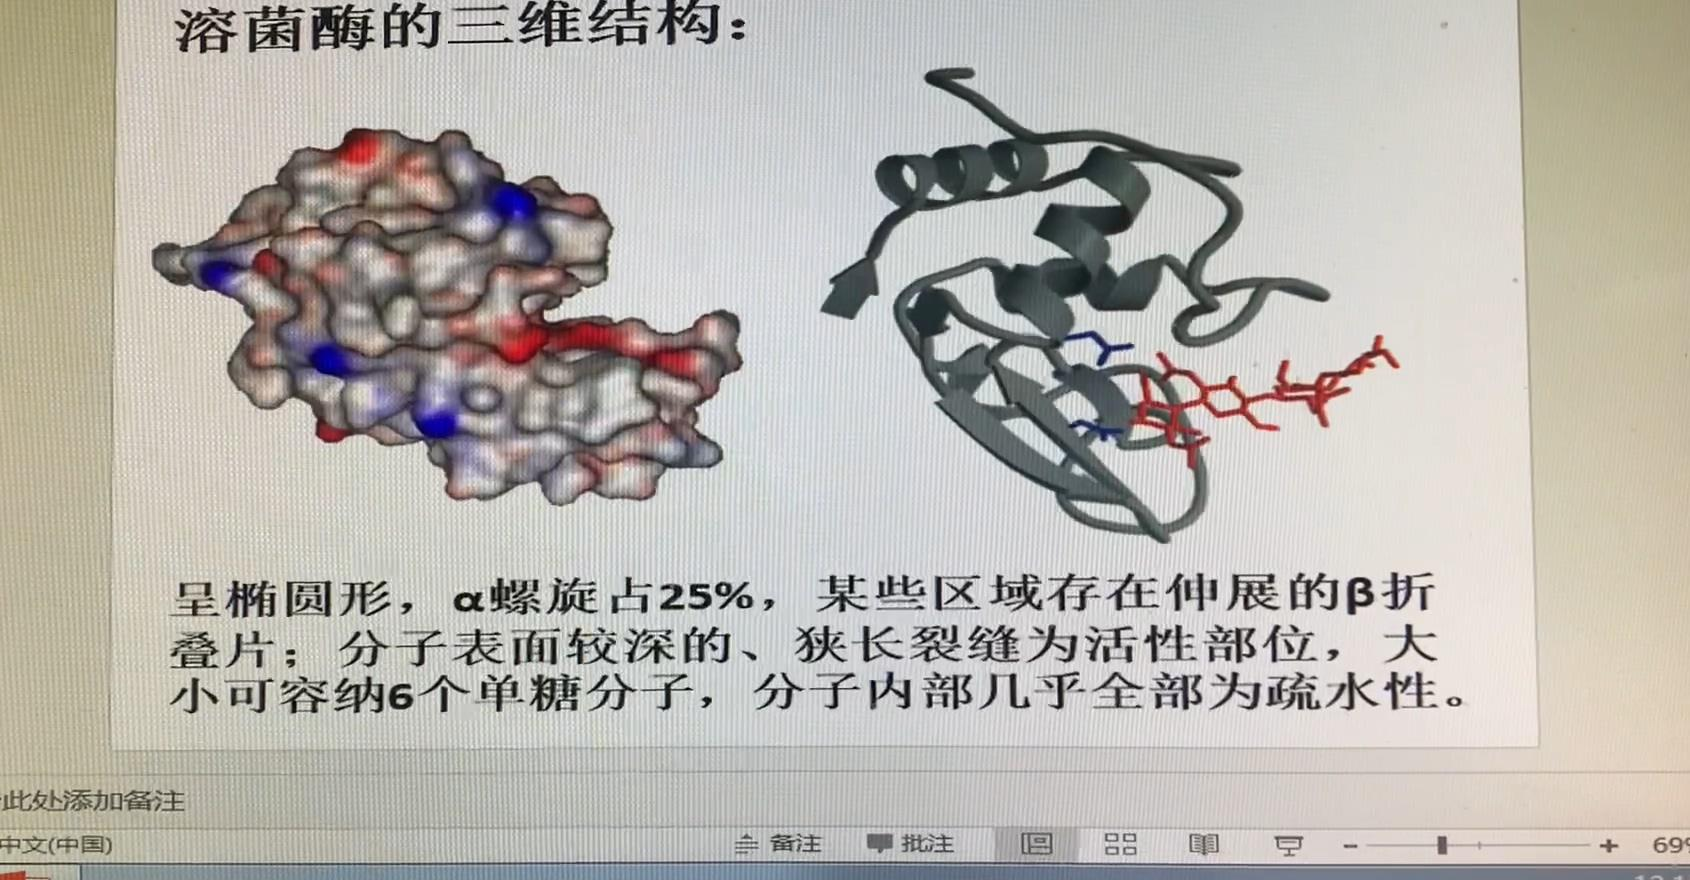 溶菌酶的三维结构：
呈椭圆形，α螺旋占25%，某些区域存在伸展的β折
叠片；分子表面较深的、狭长裂缝为活性部位，大
小可容纳6个单糖分子，分子内部几乎全部为疏水性。
此处添加备注
中文(中国)
备注
批注
69%